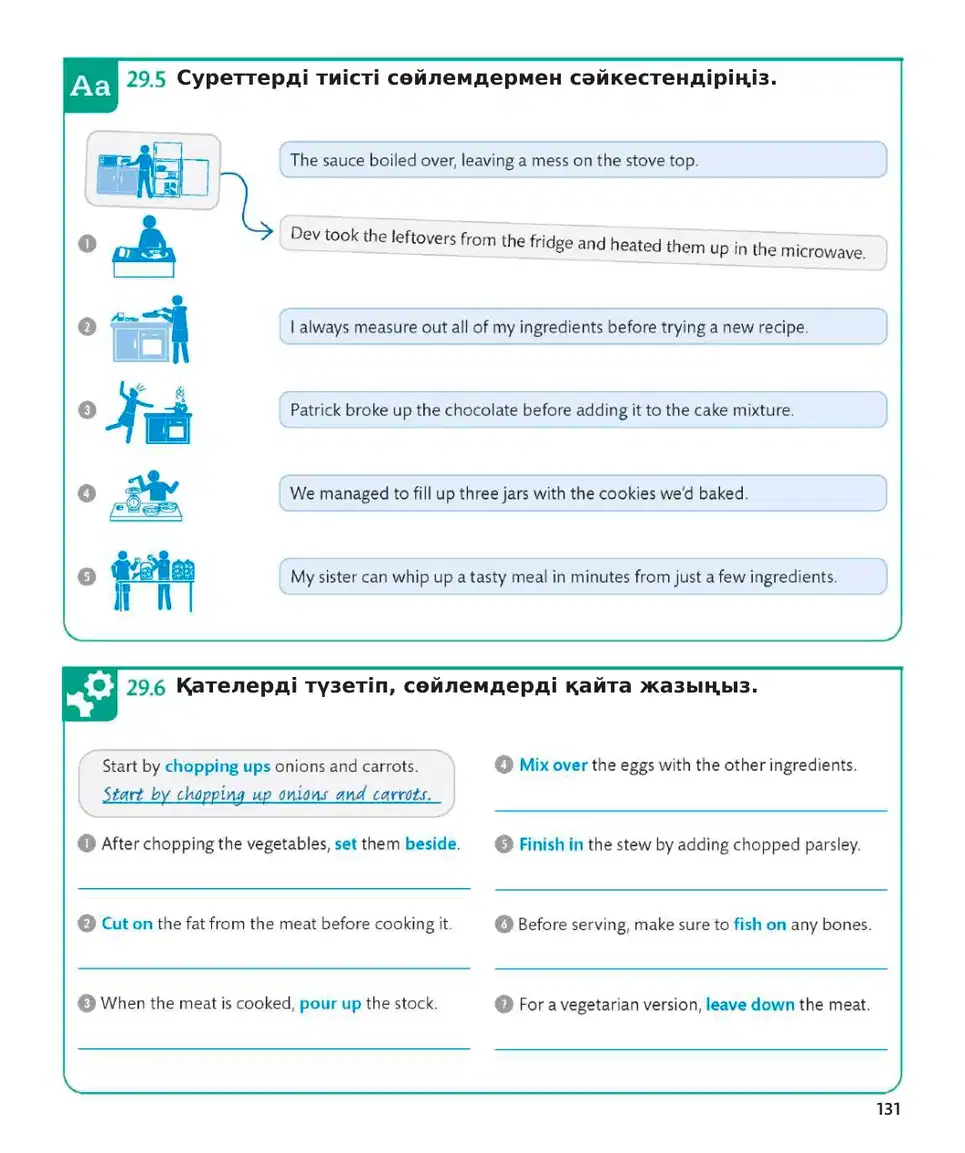 Aa 29.5 Суреттерді тиісті сөйлемдермен сәйкестендіріңіз.
The sauce boiled over, leaving a mess on the stove top.
1
Dev took the leftovers from the fridge and heated them up in the microwave.
2
I always measure out all of my ingredients before trying a new recipe.
3
Patrick broke up the chocolate before adding it to the cake mixture.
4
We managed to fill up three jars with the cookies we'd baked.
5
My sister can whip up a tasty meal in minutes from just a few ingredients.
29.6 Қателерді түзетіп, сөйлемдерді қайта жазыңыз.
Start by chopping ups onions and carrots.
Start by chopping up onions and carrots.
1 After chopping the vegetables, set them beside.
2 Cut on the fat from the meat before cooking it.
3 When the meat is cooked, pour up the stock.
4 Mix over the eggs with the other ingredients.
5 Finish in the stew by adding chopped parsley.
6 Before serving, make sure to fish on any bones.
7 For a vegetarian version, leave down the meat.
131